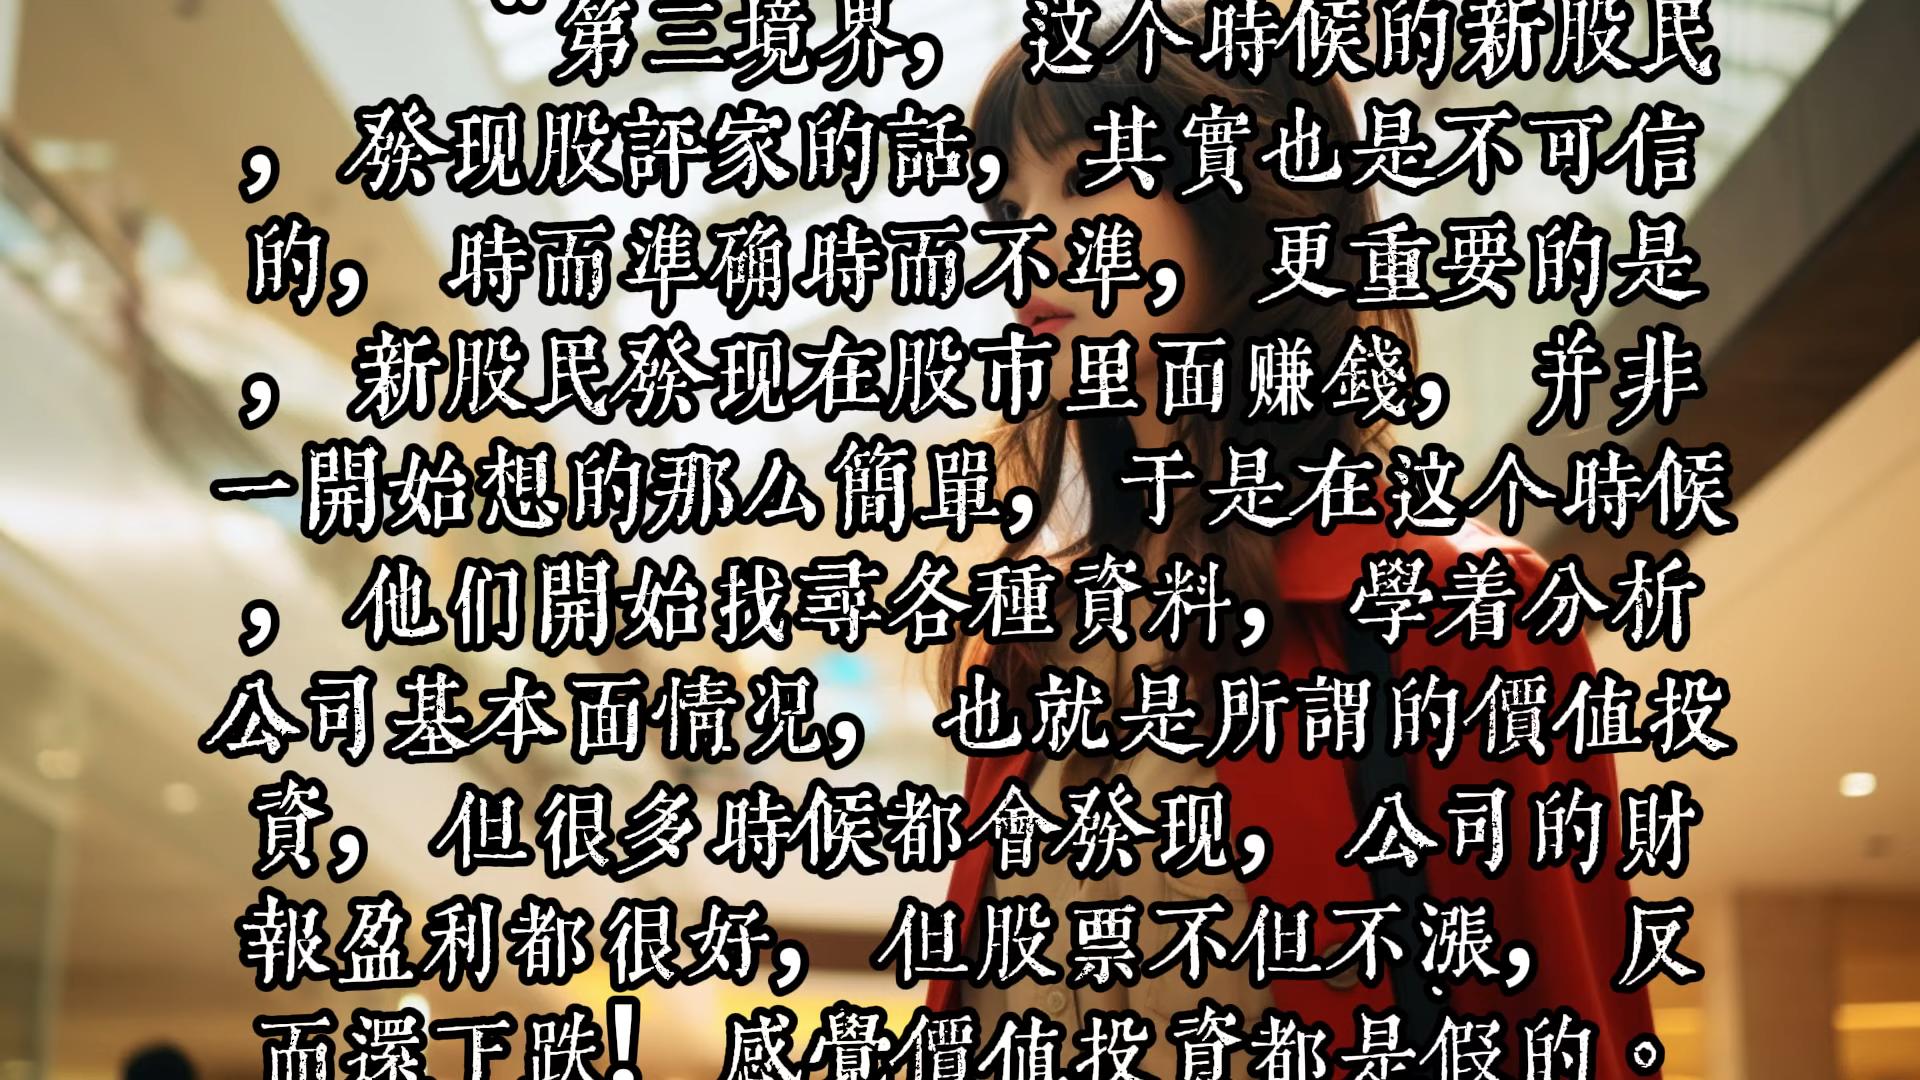 “第三境界， 这个時候的新股民
， 發现股評家的話， 其實也是不可信
的， 時而準确時而不準， 更重要的是
， 新股民發现在股市里面赚錢， 并非
一開始想的那么簡單， 于是在这个時候
， 他们開始找尋各種資料， 學着分析
公司基本面情况， 也就是所謂的價值投
資， 但很多時候都會發现， 公司的財
報盈利都很好， 但股票不但不漲， 反
而還下跌！ 感覺價值投資都是假的。